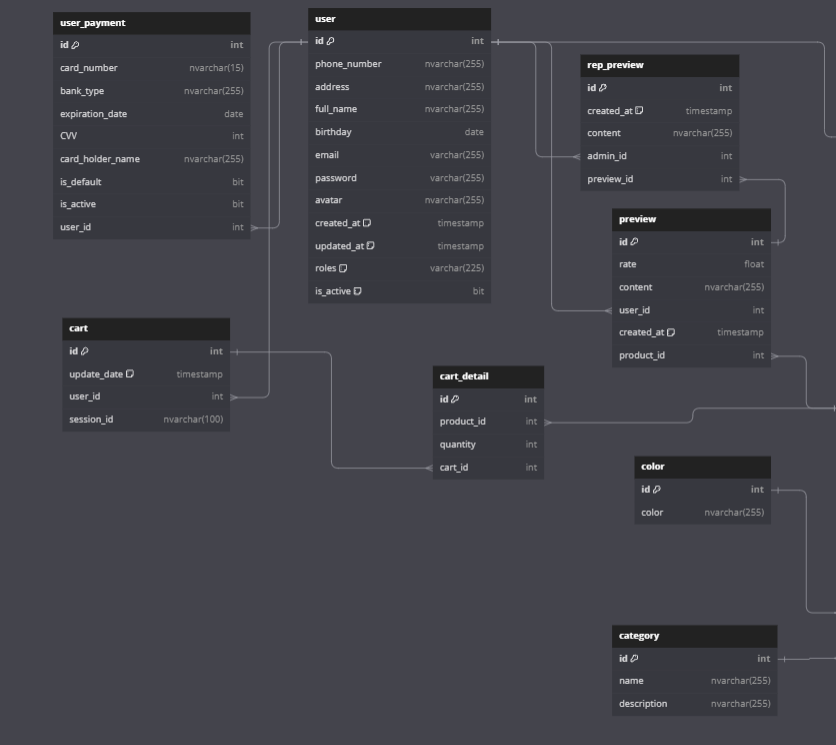 user_payment
id int
card_number nvarchar(15)
bank_type nvarchar(255)
expiration_date date
CVV int
card_holder_name nvarchar(255)
is_default bit
is_active bit
user_id int
user
id int
phone_number nvarchar(255)
address nvarchar(255)
full_name nvarchar(255)
birthday date
email varchar(255)
password varchar(255)
avatar nvarchar(255)
created_at timestamp
updated_at timestamp
roles varchar(225)
is_active bit
rep_preview
id int
created_at timestamp
content nvarchar(255)
admin_id int
preview_id int
preview
id int
rate float
content nvarchar(255)
user_id int
created_at timestamp
product_id int
cart
id int
update_date timestamp
user_id int
session_id nvarchar(100)
cart_detail
id int
product_id int
quantity int
cart_id int
color
id int
color nvarchar(255)
category
id int
name nvarchar(255)
description nvarchar(255)